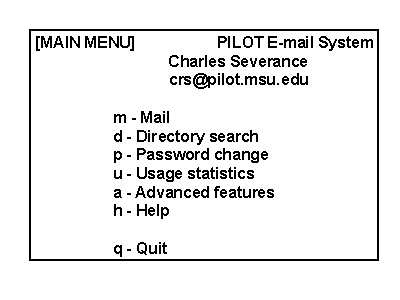 [MAIN MENU] PILOT E-mail System
Charles Severance
crs@pilot.msu.edu
m - Mail
d - Directory search
p - Password change
u - Usage statistics
a - Advanced features
h - Help
q - Quit